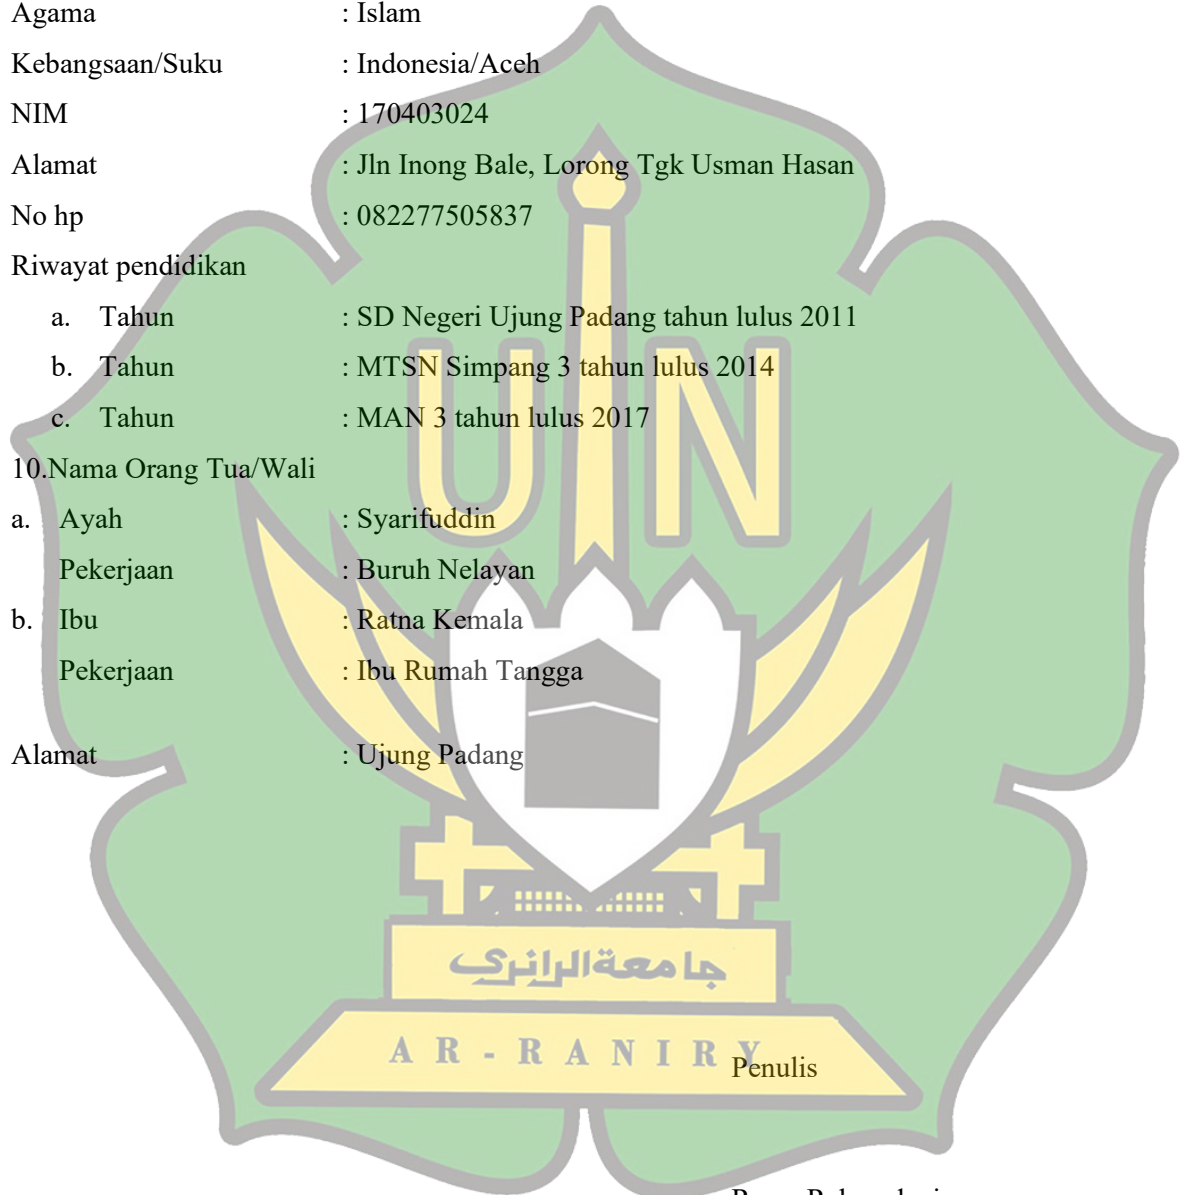 Agama : Islam
Kebangsaan/Suku : Indonesia/Aceh
NIM : 170403024
Alamat : Jln Inong Bale, Lorong Tgk Usman Hasan
No hp : 082277505837
Riwayat pendidikan
a. Tahun : SD Negeri Ujung Padang tahun lulus 2011
b. Tahun : MTSN Simpang 3 tahun lulus 2014
c. Tahun : MAN 3 tahun lulus 2017
UIN
10.Nama Orang Tua/Wali
a. Ayah : Syarifuddin
Pekerjaan : Buruh Nelayan
b. Ibu : Ratna Kemala
Pekerjaan : Ibu Rumah Tangga
Alamat : Ujung Padang
جامعةالرانرى
AR-RANIRY
Penulis